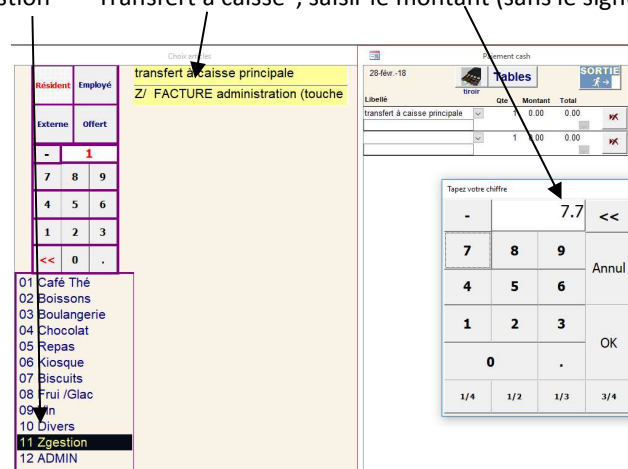 stion "Transfert à caisse", saisir le montant (sans le sign
Choix articles
Résident Employé
Externe Offert
- 1
7 8 9
4 5 6
1 2 3
<< 0 .
01 Café Thé
02 Boissons
03 Boulangerie
04 Chocolat
05 Repas
06 Kiosque
07 Biscuits
08 Frui /Glac
10 Divers
11 Zgestion
12 ADMIN
transfert à caisse principale
Z/ FACTURE administration (touche
Paiement cash
28-févr.-18 Tables SORTIE
tiroir
Libellé Qte Montant Total
transfert à caisse principale 1 0.00 0.00
1 0.00 0.00
Tapez votre chiffre
- 7.7 <<
7 8 9
Annul
4 5 6
1 2 3
OK
0 .
1/4 1/2 1/3 3/4